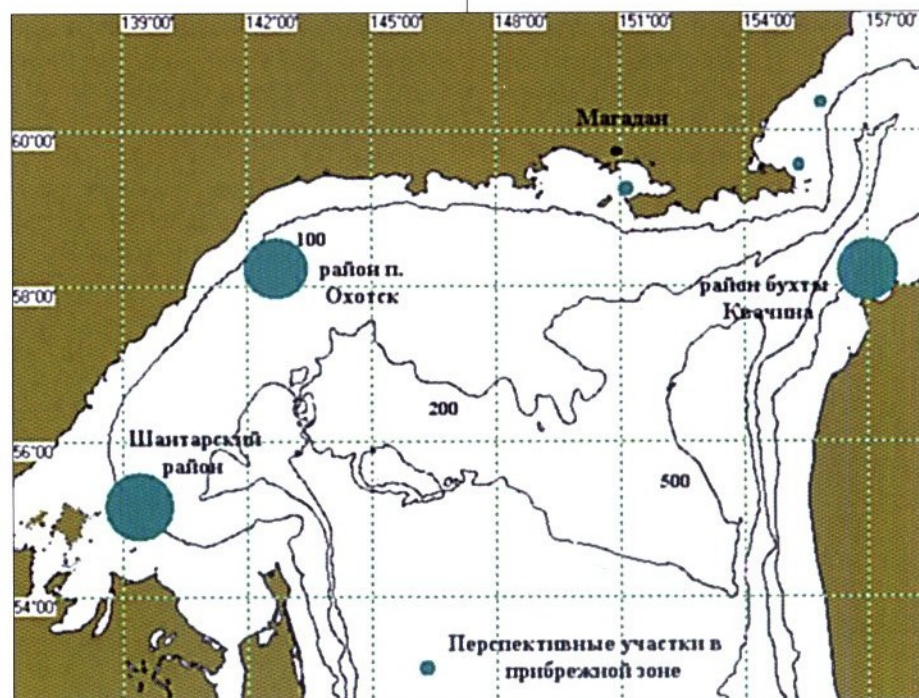 139°00' 142°00' 145°00' 148°00' 151°00' 154°00' 157°00'
60°00'
Магадан
100
район п.
Охотск
58°00'
район бухты
Квачина
200
Шантарский
район
56°00'
500
54°00'
Перспективные участки в
прибрежной зоне